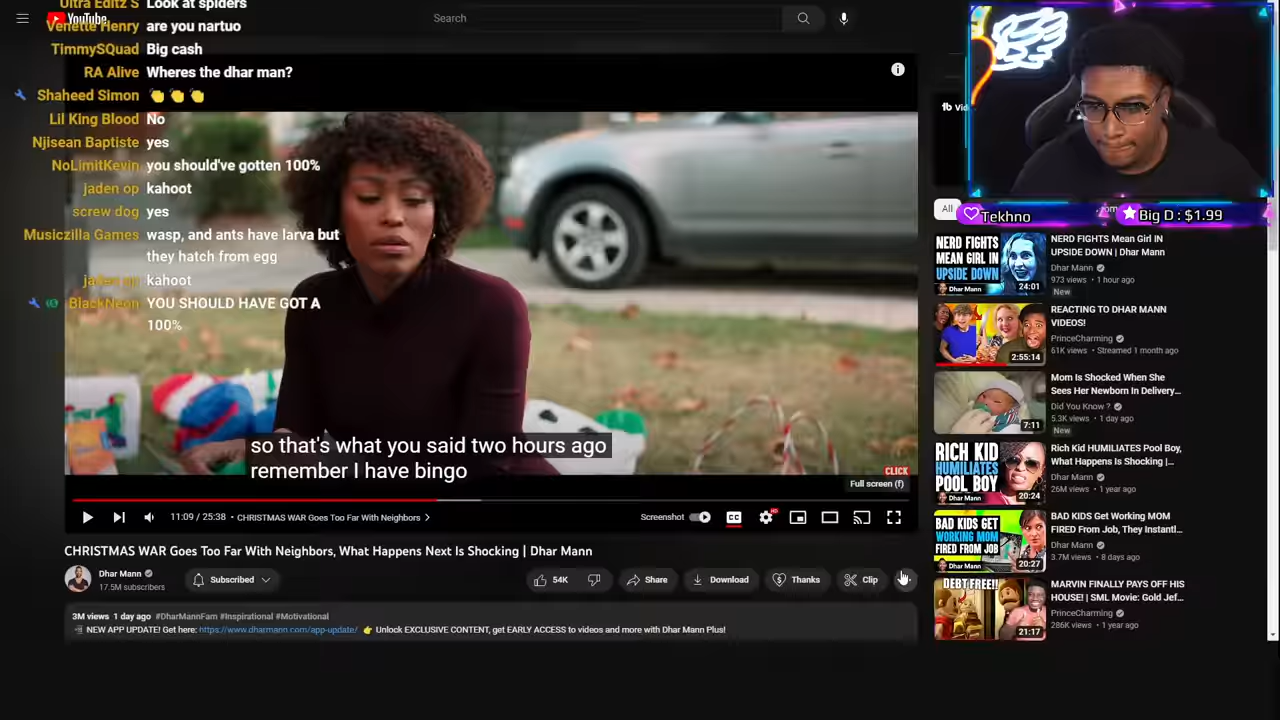 Ultra Editz S Look at spiders
YouTube
Search
Venette Henry are you nartuo
TimmySQuad Big cash
RA Alive Wheres the dhar man?
Shaheed Simon 👏 👏 👏
Lil King Blood No
Njisean Baptiste yes
NoLimitKevin you should've gotten 100%
jaden op kahoot
screw dog yes
Musiczilla Games wasp, and ants have larva but
they hatch from egg
jaden op kahoot
BlackNeon YOU SHOULD HAVE GOT A
100%
so that's what you said two hours ago
remember I have bingo
CLICK
Full screen (f)
11:09 / 25:38 • CHRISTMAS WAR Goes Too Far With Neighbors
Screenshot
CC
HD
CHRISTMAS WAR Goes Too Far With Neighbors, What Happens Next Is Shocking | Dhar Mann
Dhar Mann
17.5M subscribers
Subscribed
54K
Share
Download
Thanks
Clip
3M views 1 day ago #DharMannFam #Inspirational #Motivational
NEW APP UPDATE! Get here: https://www.dharmann.com/app-update/ 👉 Unlock EXCLUSIVE CONTENT, get EARLY ACCESS to videos and more with Dhar Mann Plus!
tb Vid
All
Tekhno
Big D : $1.99
NERD FIGHTS
MEAN GIRL IN
UPSIDE DOWN
Dhar Mann
24:01
NERD FIGHTS Mean Girl IN
UPSIDE DOWN | Dhar Mann
Dhar Mann
973 views • 1 hour ago
New
2:55:14
REACTING TO DHAR MANN
VIDEOS!
PrinceCharming
61K views • Streamed 1 month ago
7:11
Mom Is Shocked When She
Sees Her Newborn In Delivery...
Did You Know ?
5.3K views • 1 day ago
New
RICH KID
HUMILIATES
POOL BOY
Dhar Mann
20:24
Rich Kid HUMILIATES Pool Boy,
What Happens Is Shocking |...
Dhar Mann
26M views • 1 year ago
BAD KIDS GET
WORKING MOM
FIRED FROM JOB
Dhar Mann
20:27
BAD KIDS GET Working MOM
FIRED From Job, They Instantl...
Dhar Mann
3.7M views • 8 days ago
DEBT FREE!!
21:17
MARVIN FINALLY PAYS OFF HIS
HOUSE! | SML Movie: Gold Jef...
PrinceCharming
286K views • 1 year ago